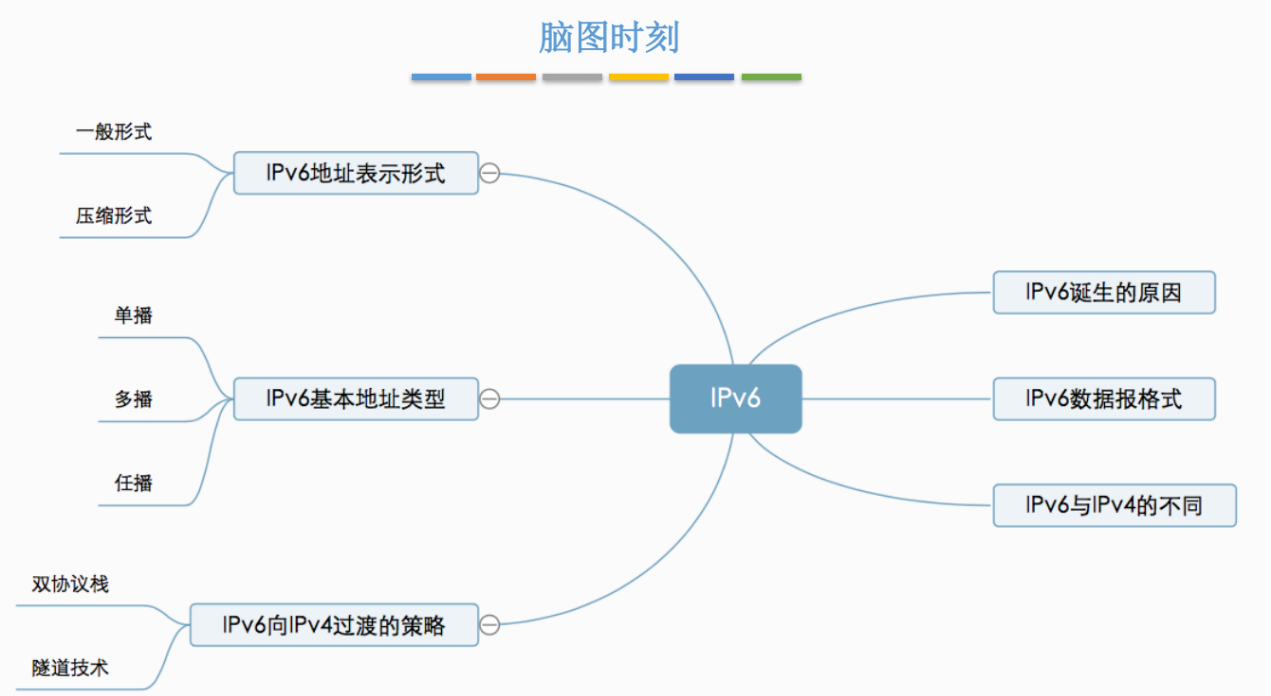 脑图时刻
一般形式
IPv6地址表示形式
压缩形式
单播
IPv6基本地址类型
多播
任播
双协议栈
IPv6向IPv4过渡的策略
隧道技术
IPv6
IPv6诞生的原因
IPv6数据报格式
IPv6与IPv4的不同